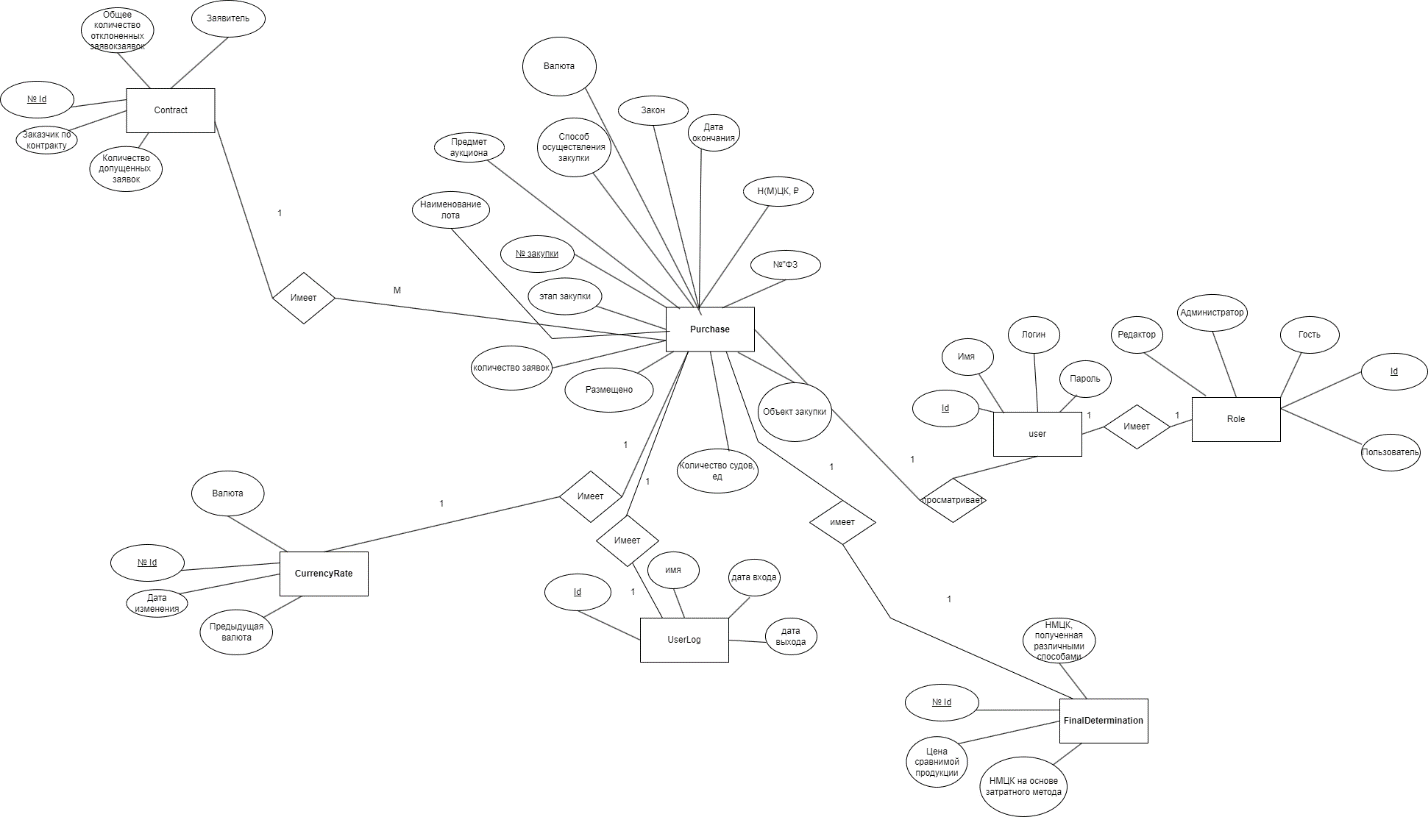 Общее
количество
отклоненных
заявокзаявок
Заявитель
№ Id
Contract
Заказчик по
контракту
Количество
допущенных
заявок
1
Имеет
М
Валюта
Закон
Дата
окончания
Способ
осуществления
закупки
Предмет
аукциона
Н(М)ЦК, ₽
Наименование
лота
№ закупки
№"ФЗ
этап закупки
Purchase
количество заявок
Размещено
Объект закупки
Количество судов,
ед
1
1
1
1
Имя
Логин
Пароль
Id
user
1
Имеет
1
Редактор
Администратор
Гость
Id
Role
Пользователь
просматривает
имеет
1
Имеет
Имеет
1
1
Валюта
№ Id
CurrencyRate
Дата
изменения
Предыдущая
валюта
Id
имя
дата входа
UserLog
дата
выхода
НМЦК,
полученная
различными
способами
№ Id
FinalDetermination
Цена
сравнимой
продукции
НМЦК на основе
затратного метода